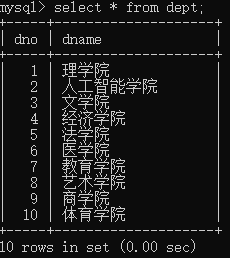 mysql> select * from dept;
+------+--------------------+
| dno | dname |
+------+--------------------+
| 1 | 理学院
| 2 | 人工智能学院
| 3 | 文学院
| 4 | 经济学院
| 5 | 法学院
| 6 | 医学院
| 7 | 教育学院
| 8 | 艺术学院
| 9 | 商学院
| 10 | 体育学院
+------+--------------------+
10 rows in set (0.00 sec)